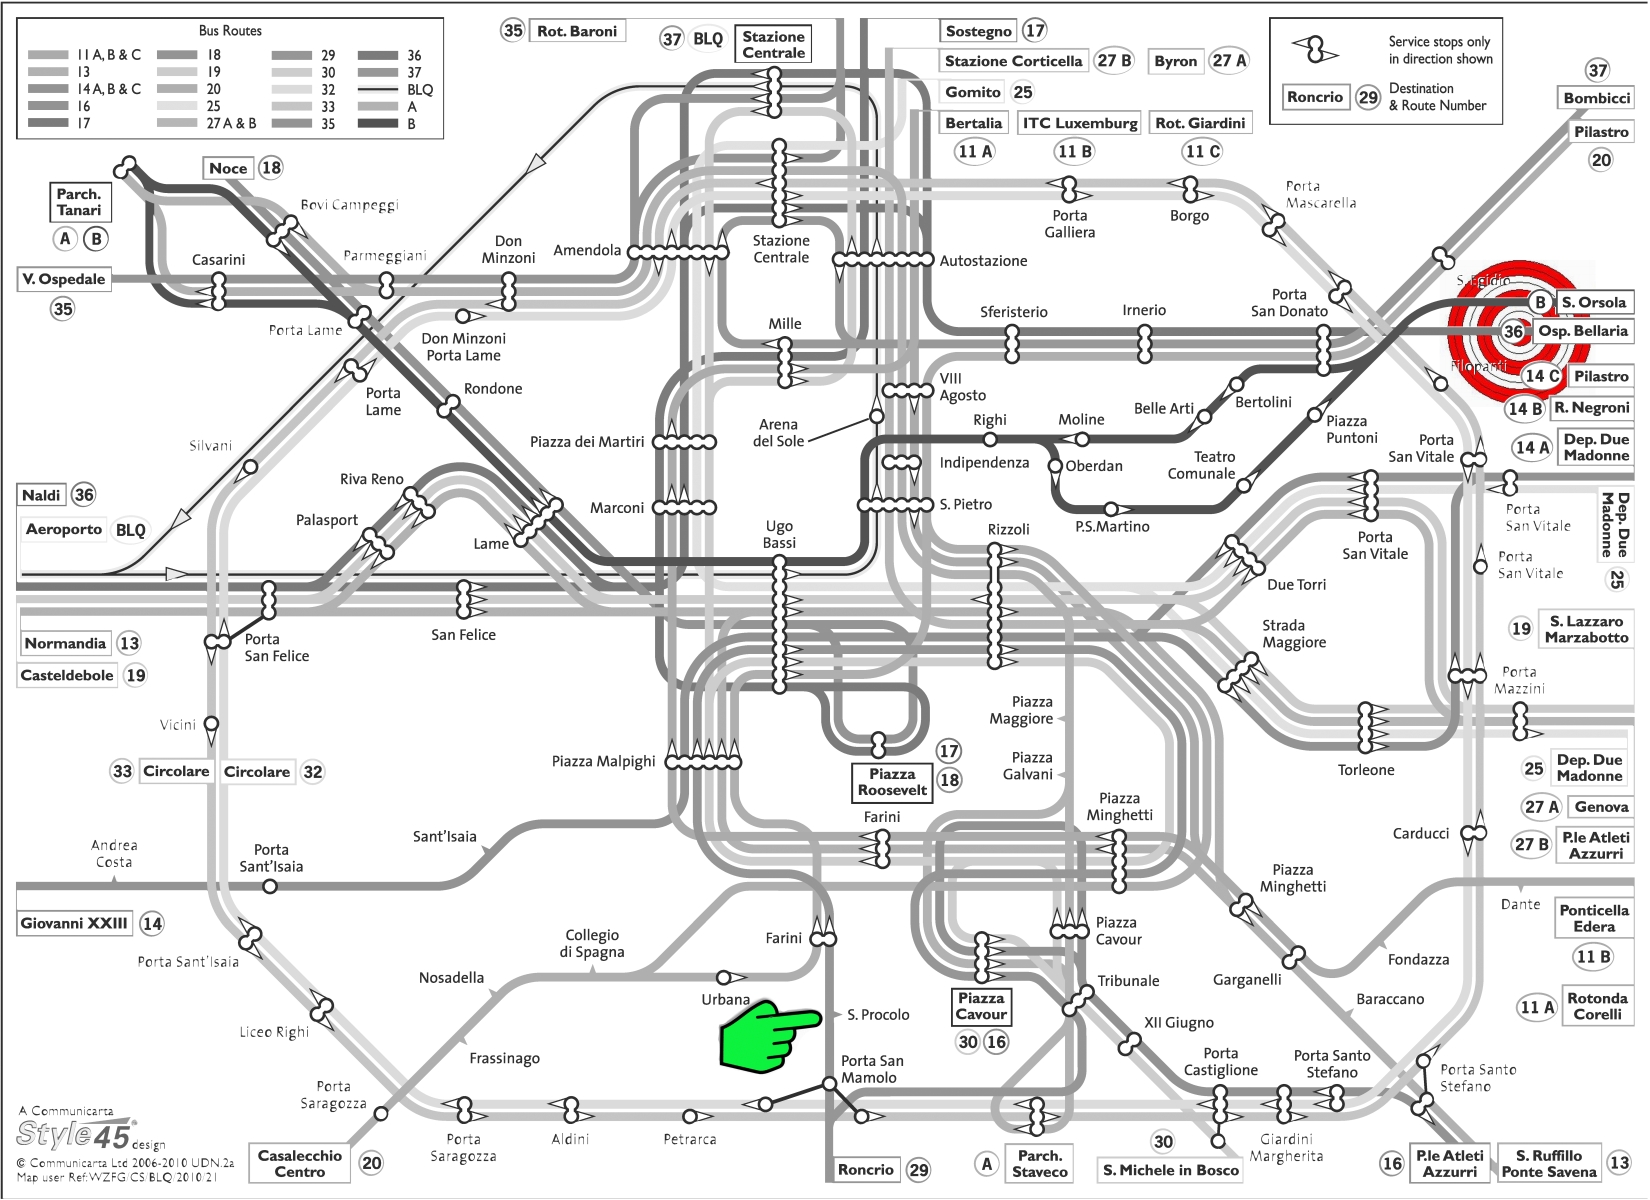 Bus Routes
11A, B & C
13
14A, B & C
16
17
18
19
20
25
27A & B
29
30
32
33
35
36
37
BLQ
A
B
35 Rot. Baroni
37 BLQ
Stazione
Centrale
Sostegno 17
Stazione Corticella 27 B
Byron 27 A
Gomito 25
Bertalia
11 A
ITC Luxemburg
11 B
Rot. Giardini
11 C
Service stops only
in direction shown
Roncrio 29
Destination
& Route Number
37
Bombicci
Pilastro
20
Noce 18
Parch.
Tanari
A B
Bovi Campeggi
Casarini
Parmeggiani
Don
Minzoni
Amendola
Stazione
Centrale
Autostazione
Porta
Galliera
Borgo
Porta
Mascarella
V. Ospedale
35
Porta Lame
Don Minzoni
Porta Lame
Mille
Sferisterio
Irnerio
Porta
San Donato
S. Egidio
B S. Orsola
36 Osp. Bellaria
Filopanti
14 C Pilastro
14 B R. Negroni
14 A Dep. Due
Madonne
Porta
Lame
Rondone
VIII
Agosto
Arena
del Sole
Righi
Moline
Belle Arti
Bertolini
Piazza
Puntoni
Porta
San Vitale
Silvani
Piazza dei Martiri
Indipendenza
Oberdan
Teatro
Comunale
Naldi 36
Riva Reno
Aeroporto BLQ
Palasport
Lame
Marconi
Ugo
Bassi
S. Pietro
Rizzoli
P.S.Martino
Porta
San Vitale
Porta
San Vitale
Porta
San Vitale
Dep. Due
Madonne
25
Due Torri
Normandia 13
Casteldebole 19
Porta
San Felice
San Felice
Strada
Maggiore
19 S. Lazzaro
Marzabotto
Porta
Mazzini
Vicini
33 Circolare
Circolare 32
Piazza Malpighi
Piazza
Roosevelt
17
18
Piazza
Maggiore
Piazza
Galvani
Torleone
25 Dep. Due
Madonne
27 A Genova
27 B P.le Atleti
Azzurri
Andrea
Costa
Porta
Sant'Isaia
Sant'Isaia
Farini
Piazza
Minghetti
Carducci
Piazza
Minghetti
Dante
Giovanni XXIII 14
Porta Sant'Isaia
Collegio
di Spagna
Farini
Piazza
Cavour
Ponticella
Edera
11 B
Fondazza
Garganelli
Nosadella
Urbana
Tribunale
Baraccano
11 A Rotonda
Corelli
Liceo Righi
Frassinago
S. Procolo
Piazza
Cavour
30 16
XII Giugno
Porta San
Mamolo
Porta
Castiglione
Porta Santo
Stefano
Porta Santo
Stefano
Porta
Saragozza
Porta
Saragozza
Aldini
Petrarca
Giardini
Margherita
A Communicarta
Style 45 design
© Communicarta Ltd 2006-2010 UDN.2a
Map user Ref:WZFG/CS/BLQ/2010/21
Casalecchio
Centro
20
Roncrio 29
A Parch.
Staveco
30
S. Michele in Bosco
16 P.le Atleti
Azzurri
S. Ruffillo
Ponte Savena
13